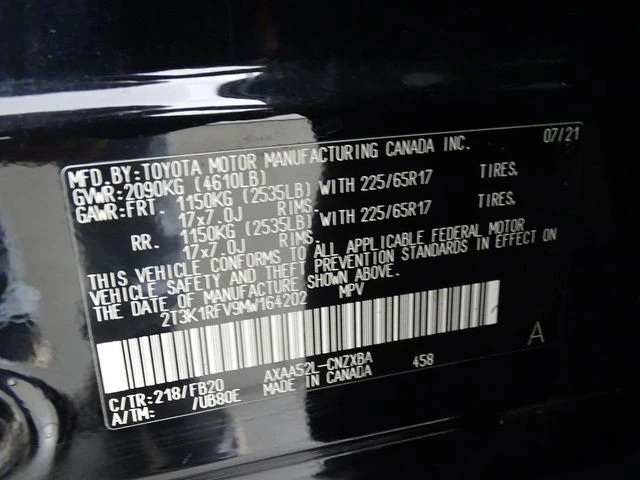 MFD.BY:TOYOTA MOTOR MANUFACTURING CANADA INC. 07/21
GVWR:2090KG (4610LB)
GAWR:FRT. 1150KG (2535LB) WITH 225/65R17 TIRES,
17x7.0J RIMS.
RR. 1150KG (2535LB) WITH 225/65R17 TIRES,
17x7.0J RIMS.
THIS VEHICLE CONFORMS TO ALL APPLICABLE FEDERAL MOTOR
VEHICLE SAFETY AND THEFT PREVENTION STANDARDS IN EFFECT ON
THE DATE OF MANUFACTURE SHOWN ABOVE.
2T3K1RFV9MW164202 MPV
A
C/TR:218/FB20 AXAA52L-CNZXBA 458
A/TM: /UB80E MADE IN CANADA